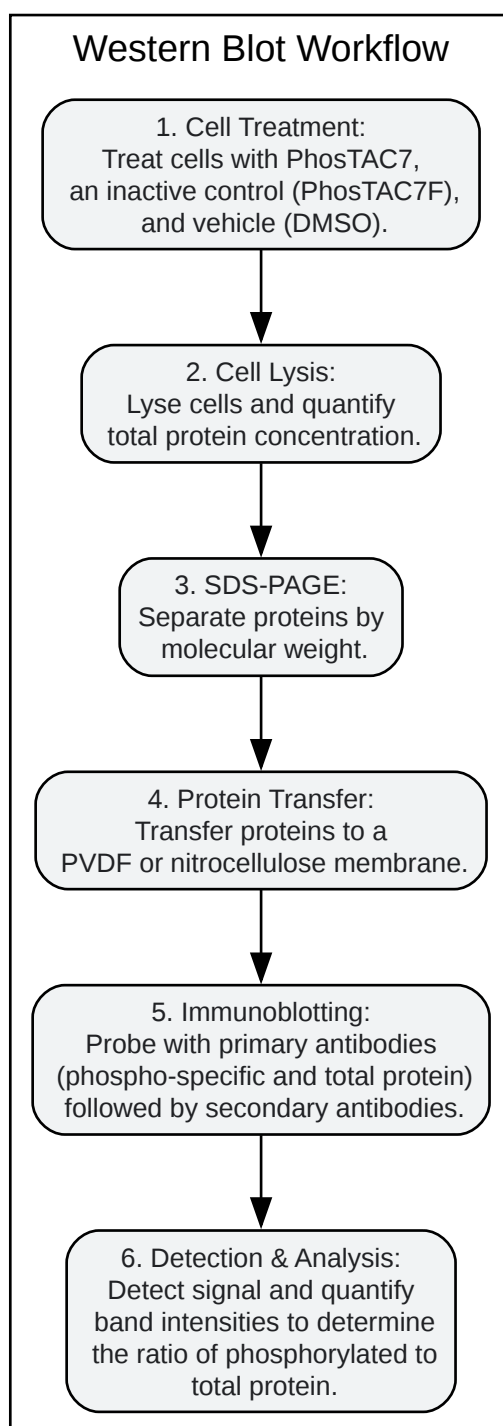 Western Blot Workflow
1. Cell Treatment:
Treat cells with PhosTAC7,
an inactive control (PhosTAC7F),
and vehicle (DMSO).
2. Cell Lysis:
Lyse cells and quantify
total protein concentration.
3. SDS-PAGE:
Separate proteins by
molecular weight.
4. Protein Transfer:
Transfer proteins to a
PVDF or nitrocellulose membrane.
5. Immunoblotting:
Probe with primary antibodies
(phospho-specific and total protein)
followed by secondary antibodies.
6. Detection & Analysis:
Detect signal and quantify
band intensities to determine
the ratio of phosphorylated to
total protein.